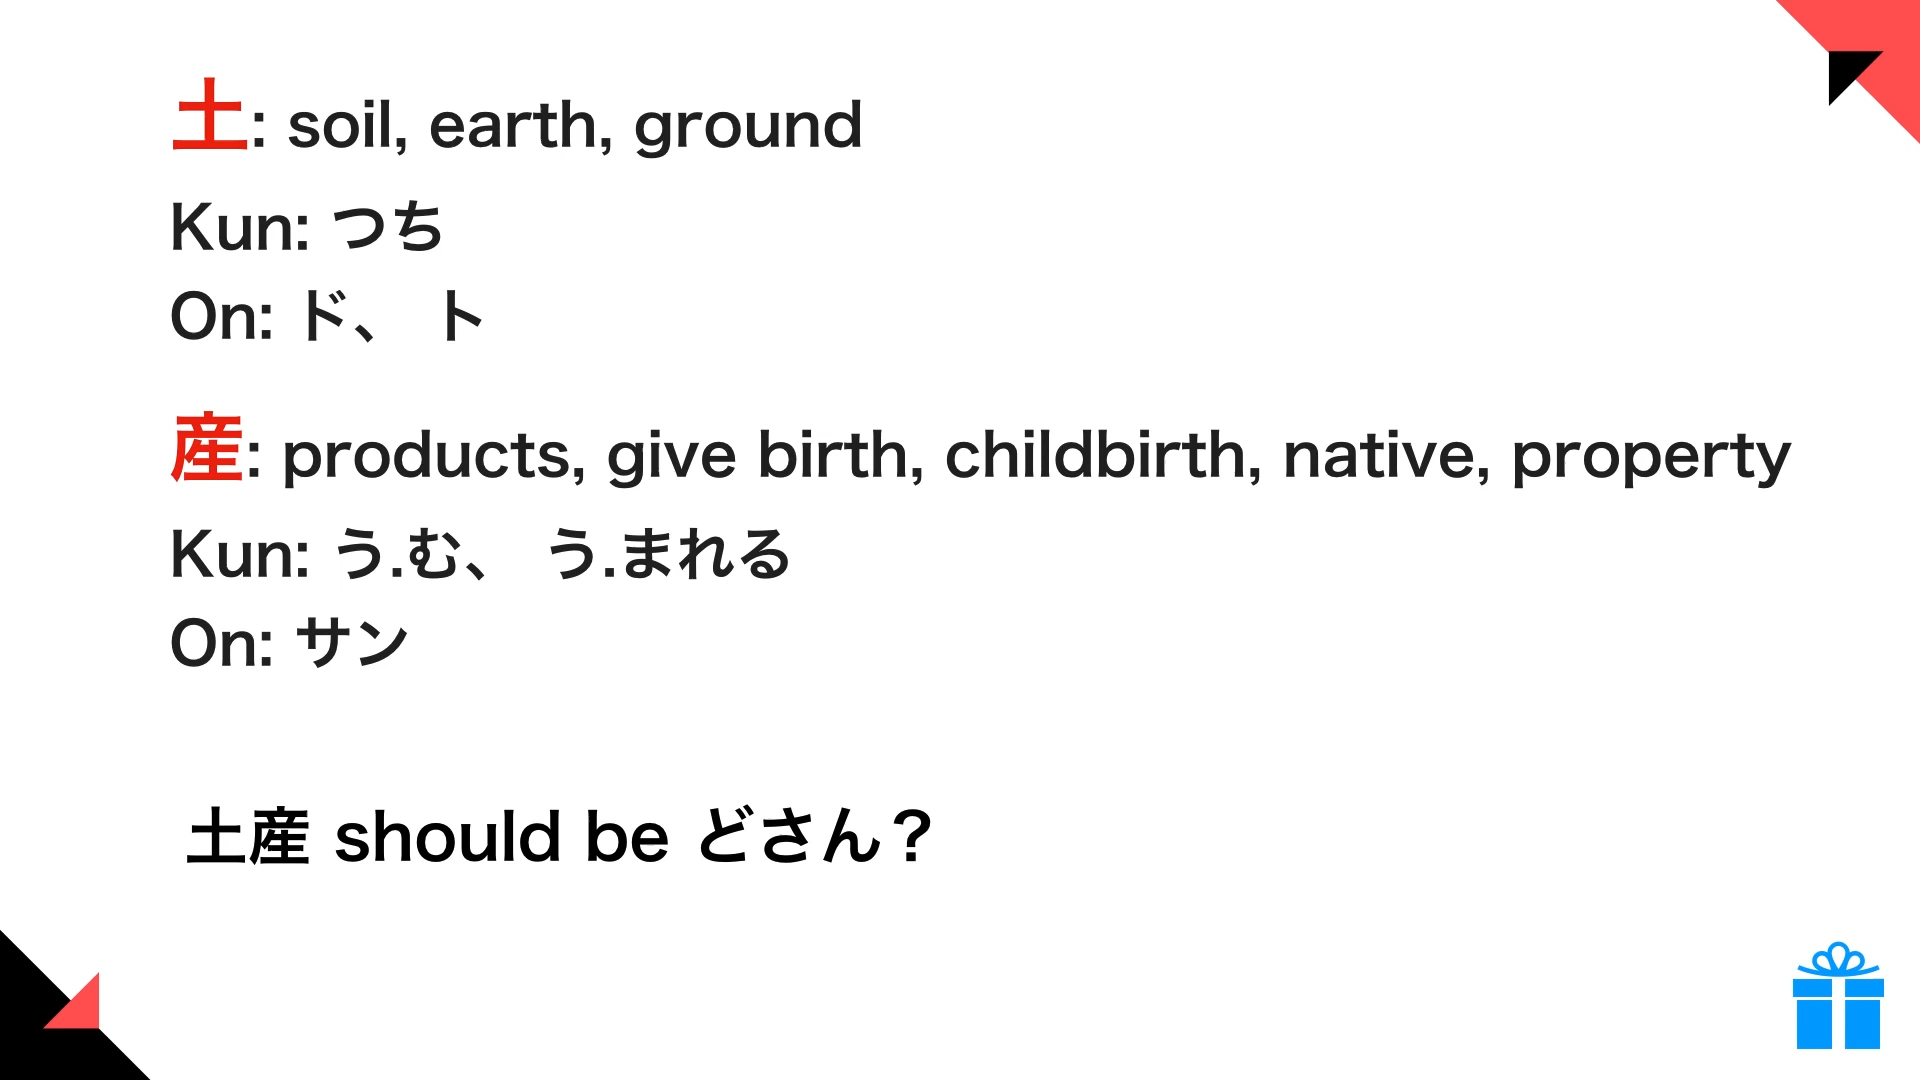 土: soil, earth, ground
Kun: つち
On: ド、 ト
産: products, give birth, childbirth, native, property
Kun: う.む、 う.まれる
On: サン
土産 should be どさん？